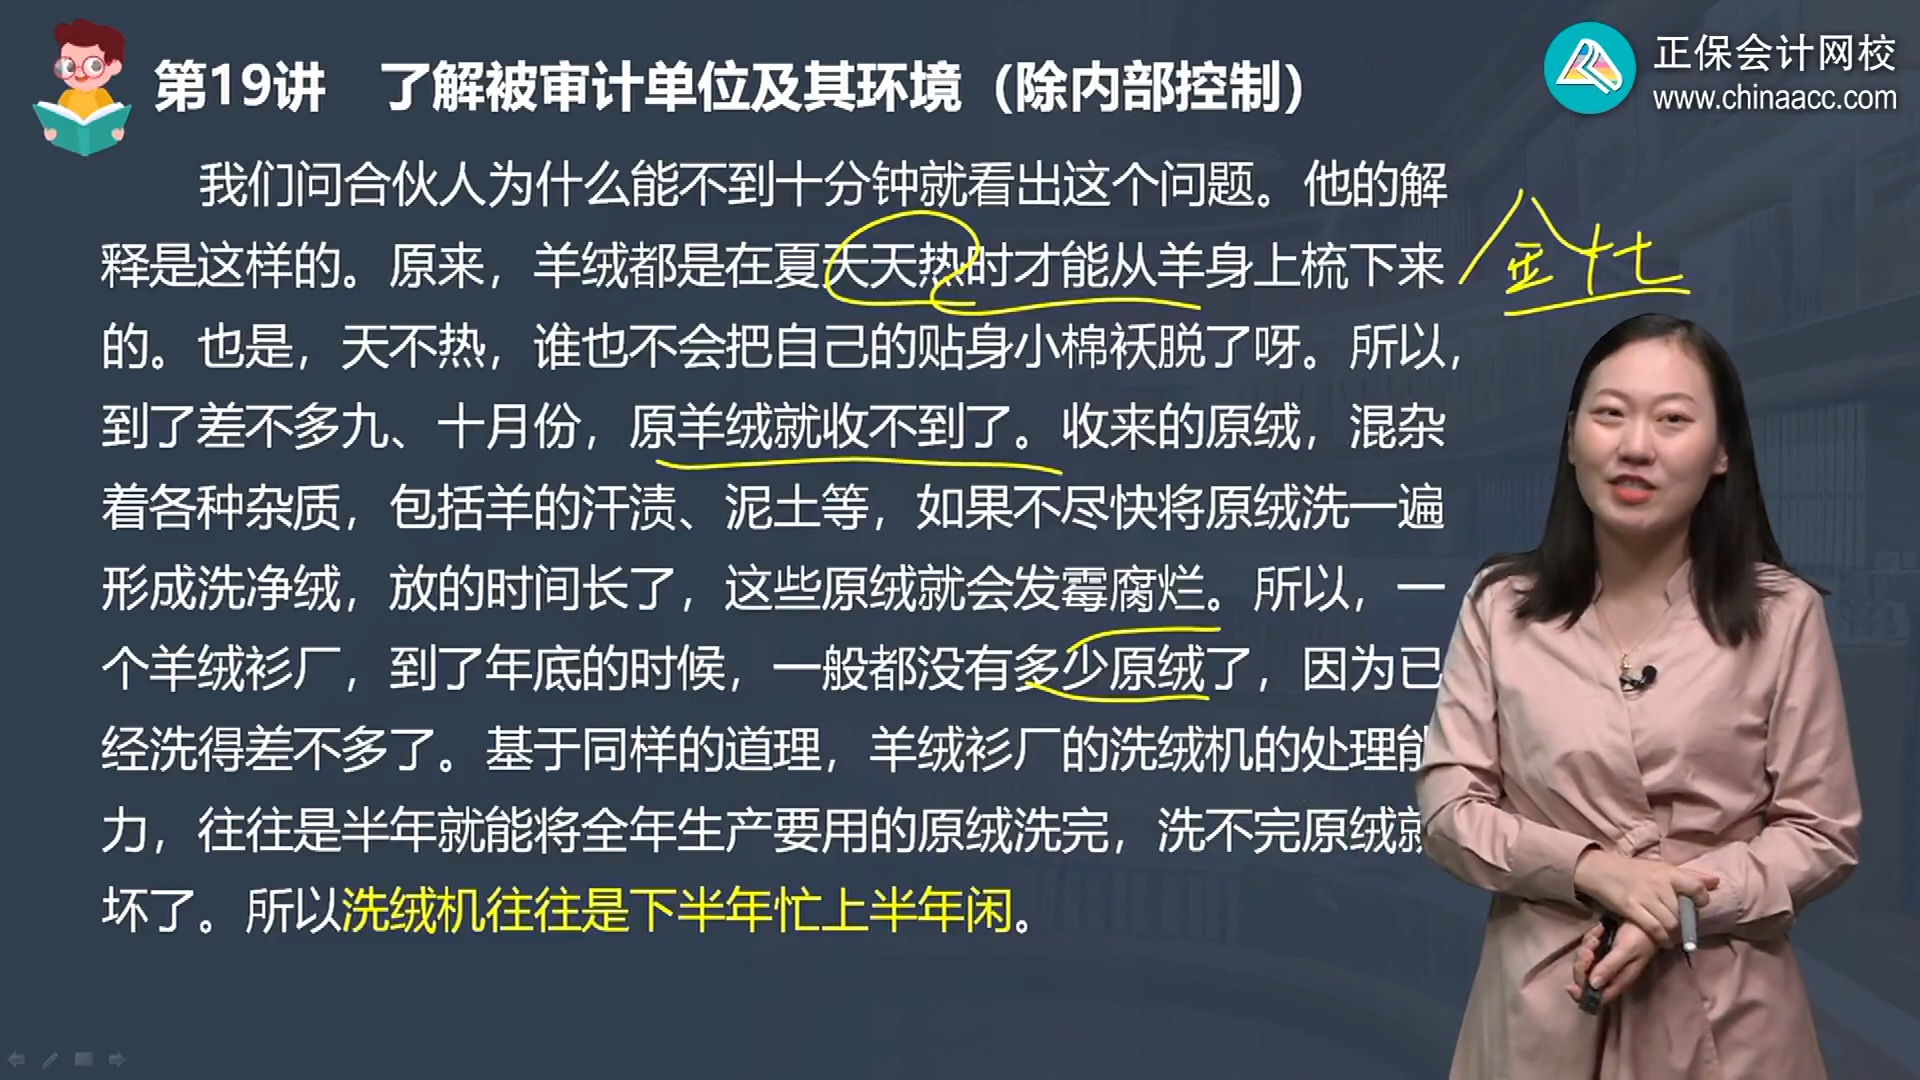 正保会计网校
www.chinaacc.com
第19讲 了解被审计单位及其环境（除内部控制）
我们问合伙人为什么能不到十分钟就看出这个问题。他的解
释是这样的。原来，羊绒都是在夏天天热时才能从羊身上梳下来
的。也是，天不热，谁也不会把自己的贴身小棉袄脱了呀。所以，
到了差不多九、十月份，原羊绒就收不到了。收来的原绒，混杂
着各种杂质，包括羊的汗渍、泥土等，如果不尽快将原绒洗一遍
形成洗净绒，放的时间长了，这些原绒就会发霉腐烂。所以，一
个羊绒衫厂，到了年底的时候，一般都没有多少原绒了，因为已
经洗得差不多了。基于同样的道理，羊绒衫厂的洗绒机的处理能
力，往往是半年就能将全年生产要用的原绒洗完，洗不完原绒就
坏了。所以洗绒机往往是下半年忙上半年闲。